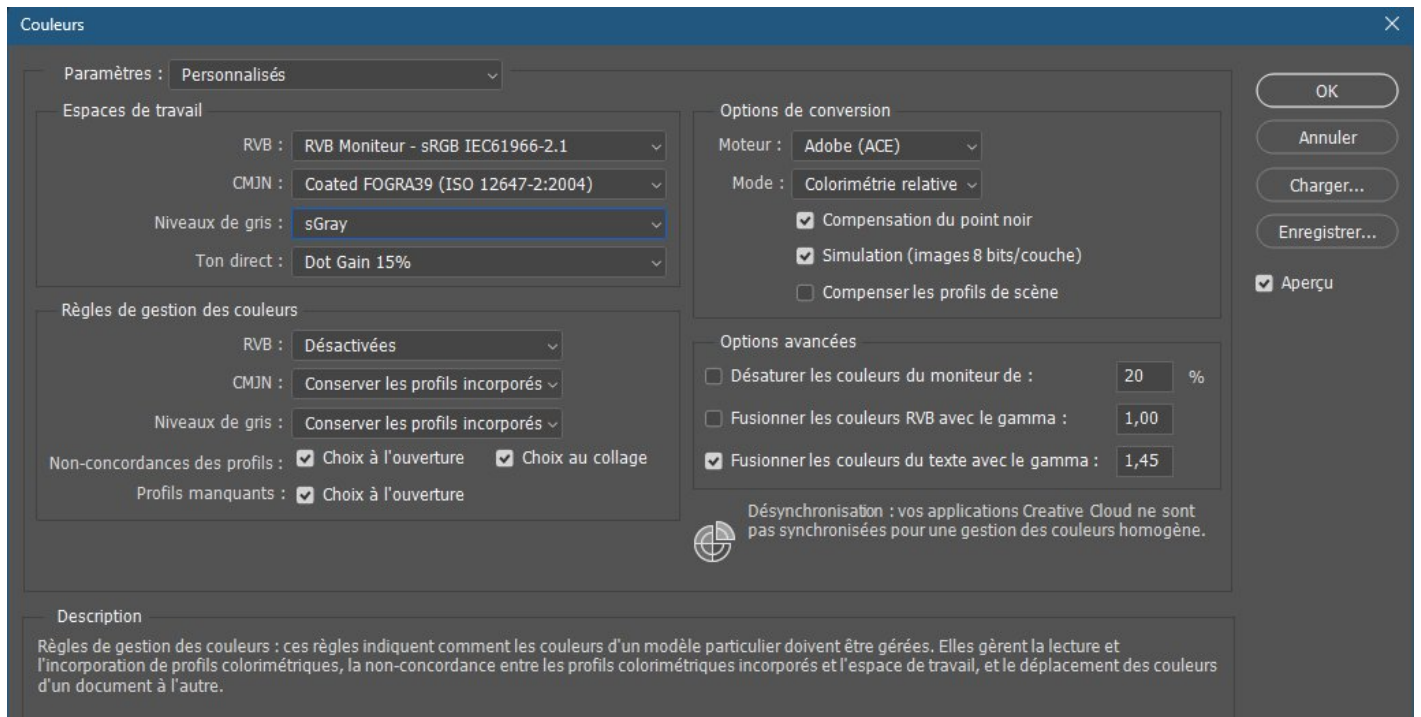 Couleurs
Paramètres : Personnalisés
Espaces de travail
RVB : RVB Moniteur - sRGB IEC61966-2.1
CMJN : Coated FOGRA39 (ISO 12647-2:2004)
Niveaux de gris : sGray
Ton direct : Dot Gain 15%
Règles de gestion des couleurs
RVB : Désactivées
CMJN : Conserver les profils incorporés
Niveaux de gris : Conserver les profils incorporés
Non-concordances des profils : Choix à l'ouverture Choix au collage
Profils manquants : Choix à l'ouverture
Options de conversion
Moteur : Adobe (ACE)
Mode : Colorimétrie relative
Compensation du point noir
Simulation (images 8 bits/couche)
Compenser les profils de scène
Options avancées
Désaturer les couleurs du moniteur de : 20 %
Fusionner les couleurs RVB avec le gamma : 1,00
Fusionner les couleurs du texte avec le gamma : 1,45
Désynchronisation : vos applications Creative Cloud ne sont
pas synchronisées pour une gestion des couleurs homogène.
OK
Annuler
Charger...
Enregistrer...
Aperçu
Description
Règles de gestion des couleurs : ces règles indiquent comment les couleurs d'un modèle particulier doivent être gérées. Elles gèrent la lecture et
l'incorporation de profils colorimétriques, la non-concordance entre les profils colorimétriques incorporés et l'espace de travail, et le déplacement des couleurs
d'un document à l'autre.